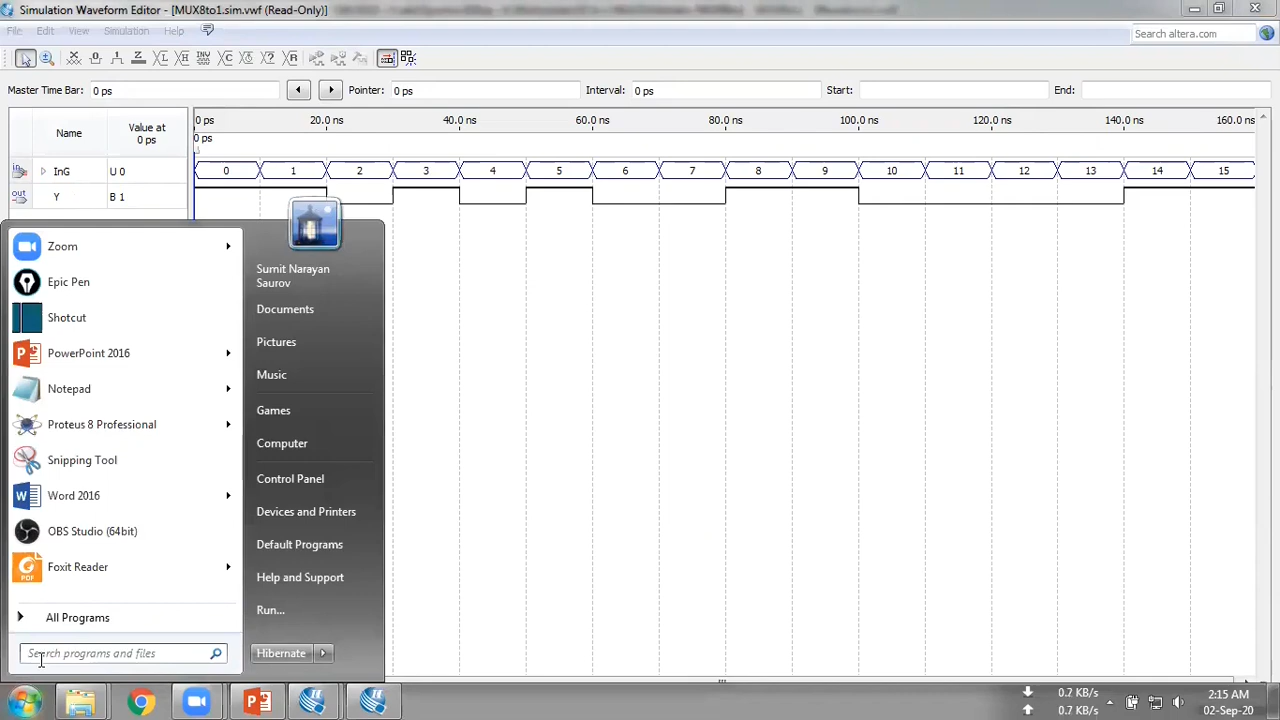 Simulation Waveform Editor - [MUX8to1.sim.vwf (Read-Only)]
File Edit View Simulation Help
Search altera.com
Master Time Bar: 0 ps Pointer: 0 ps Interval: 0 ps Start: End:
Name Value at 0 ps
0 ps 20.0 ns 40.0 ns 60.0 ns 80.0 ns 100.0 ns 120.0 ns 140.0 ns 160.0 ns
0 ps
InG U 0 0 1 2 3 4 5 6 7 8 9 10 11 12 13 14 15
out Y B 1
Zoom
Epic Pen
Shotcut
PowerPoint 2016
Notepad
Proteus 8 Professional
Snipping Tool
Word 2016
OBS Studio (64bit)
Foxit Reader
All Programs
Search programs and files
Sumit Narayan
Saurov
Documents
Pictures
Music
Games
Computer
Control Panel
Devices and Printers
Default Programs
Help and Support
Run...
Hibernate
0.7 KB/s
0.7 KB/s
2:15 AM
02-Sep-20